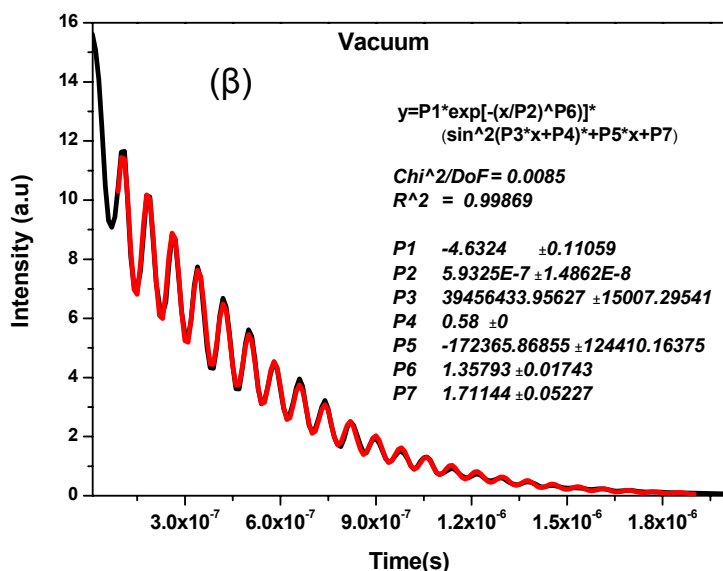 Vacuum
(β)
y=P1*exp[-(x/P2)^P6)]*
(sin^2(P3*x+P4)*+P5*x+P7)
Chi^2/DoF = 0.0085
R^2 = 0.99869
P1 -4.6324 ±0.11059
P2 5.9325E-7 ±1.4862E-8
P3 39456433.95627 ±15007.29541
P4 0.58 ±0
P5 -172365.86855 ±124410.16375
P6 1.35793 ±0.01743
P7 1.71144 ±0.05227
Intensity (a.u)
16
14
12
10
8
6
4
2
0
3.0x10⁻⁷ 6.0x10⁻⁷ 9.0x10⁻⁷ 1.2x10⁻⁶ 1.5x10⁻⁶ 1.8x10⁻⁶
Time(s)